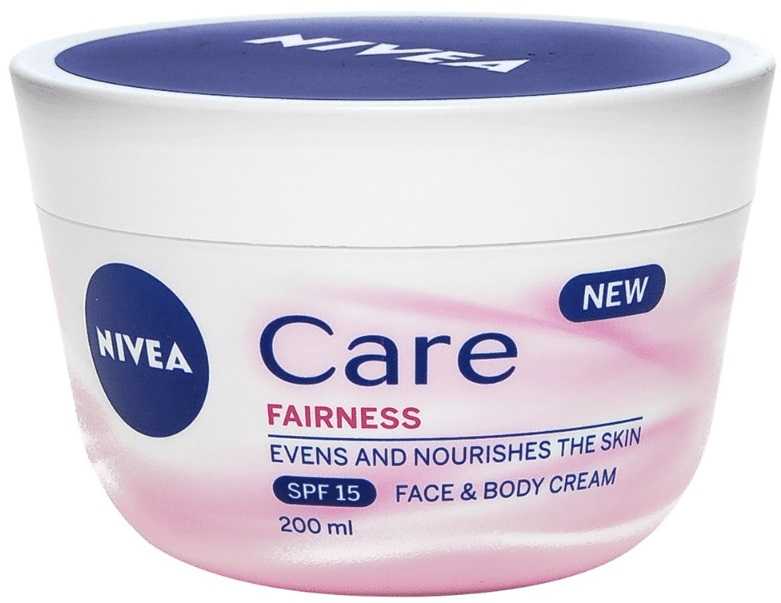 NIVEA
NEW
NIVEA
Care
FAIRNESS
EVENS AND NOURISHES THE SKIN
SPF 15 FACE & BODY CREAM
200 ml